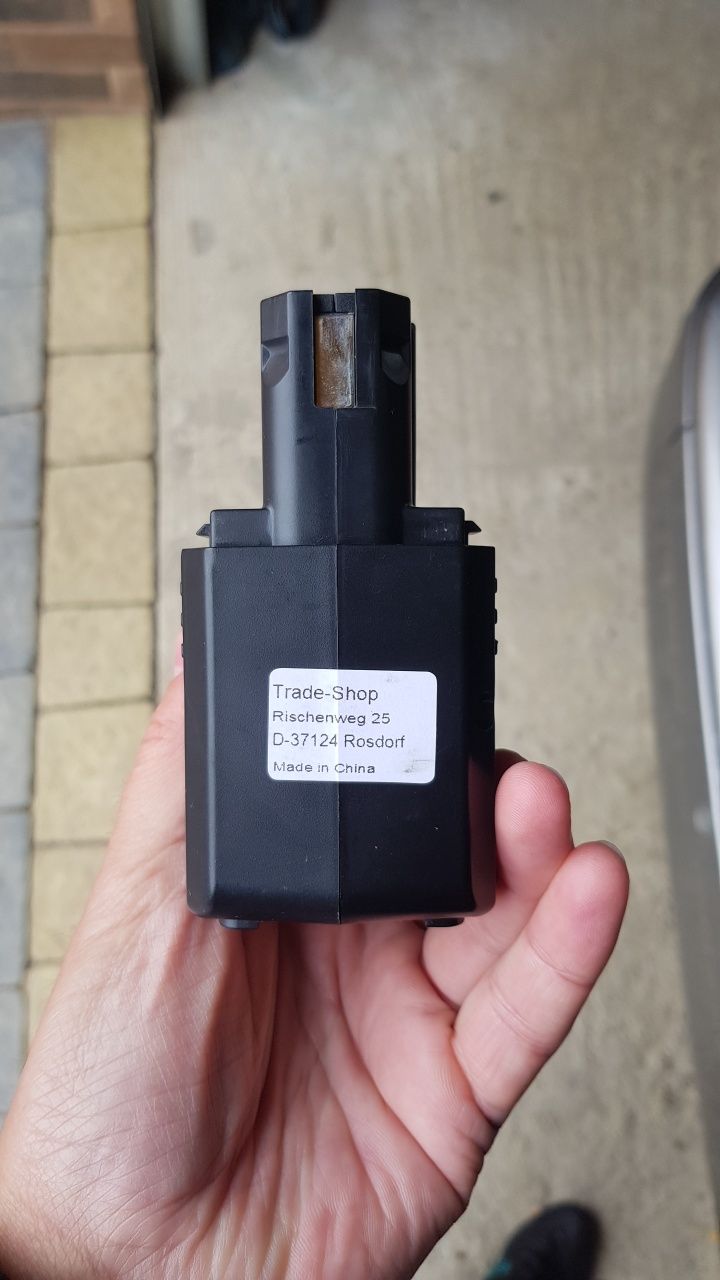 Trade-Shop
Rischenweg 25
D-37124 Rosdorf
Made in China